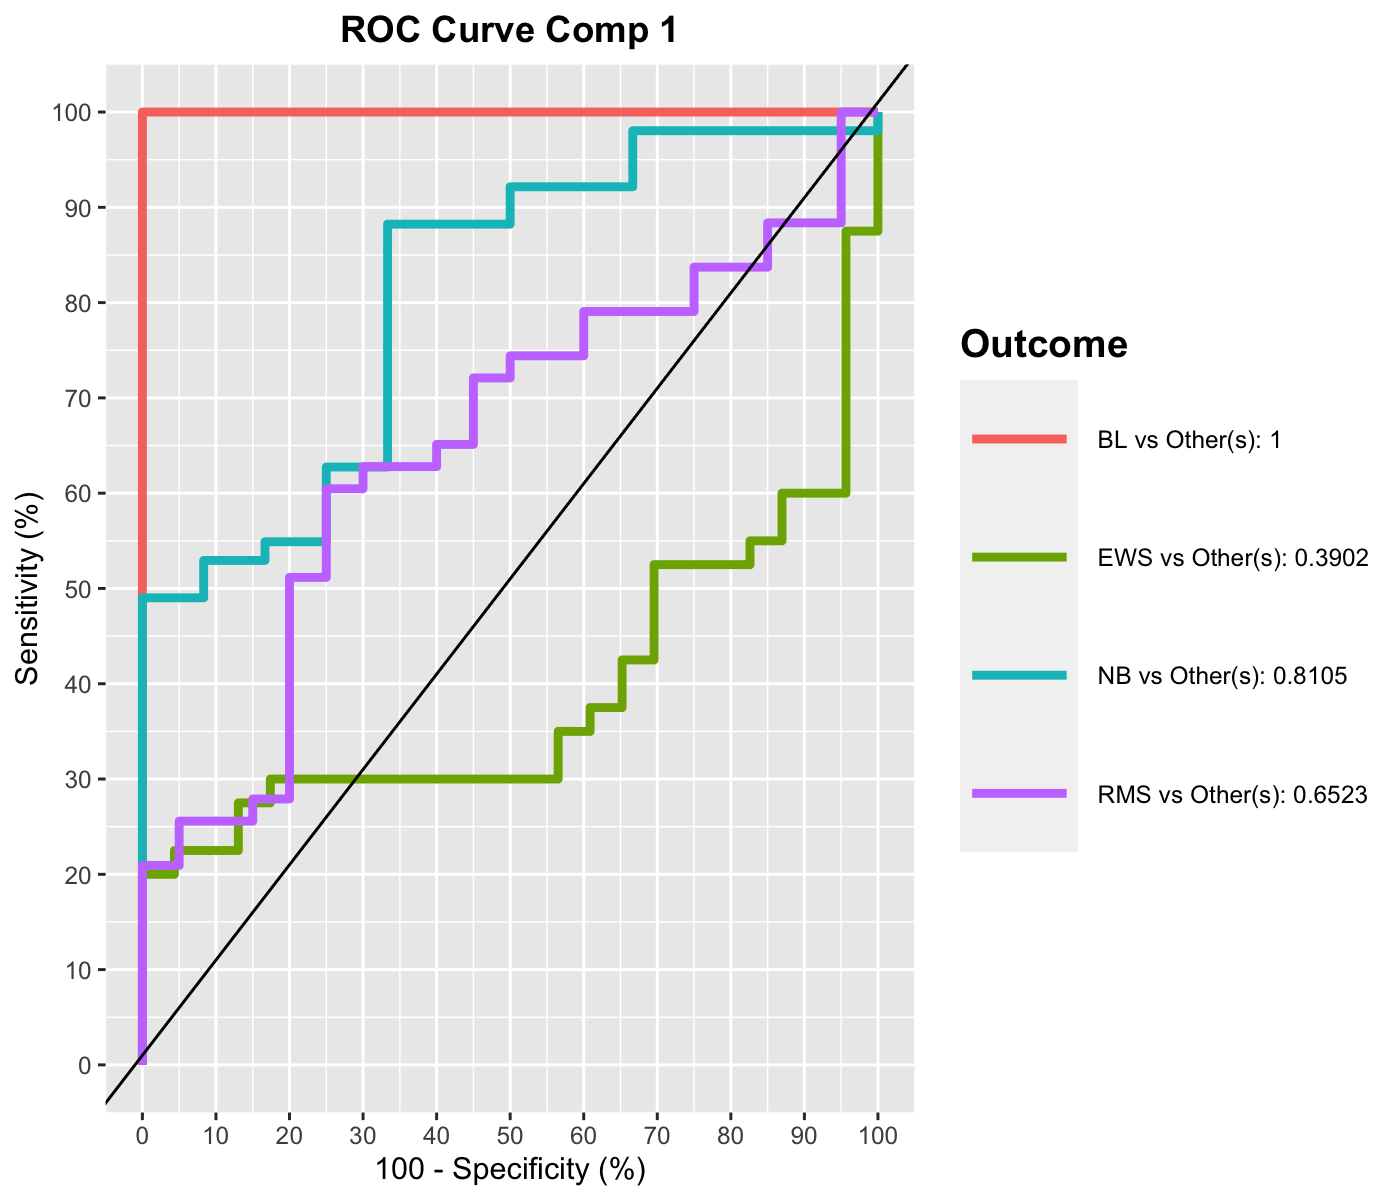 ROC Curve Comp 1
Sensitivity (%)
100
90
80
70
60
50
40
30
20
10
0
0 10 20 30 40 50 60 70 80 90 100
100 - Specificity (%)
Outcome
BL vs Other(s): 1
EWS vs Other(s): 0.3902
NB vs Other(s): 0.8105
RMS vs Other(s): 0.6523